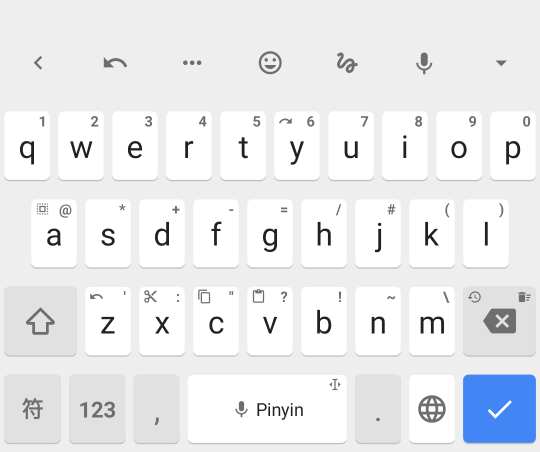 1 2 3 4 5 6 7 8 9 0
q w e r t y u i o p
@ * + - = / # ( )
a s d f g h j k l
' : " ? ! ~ \
z x c v b n m
符 123 , Pinyin .